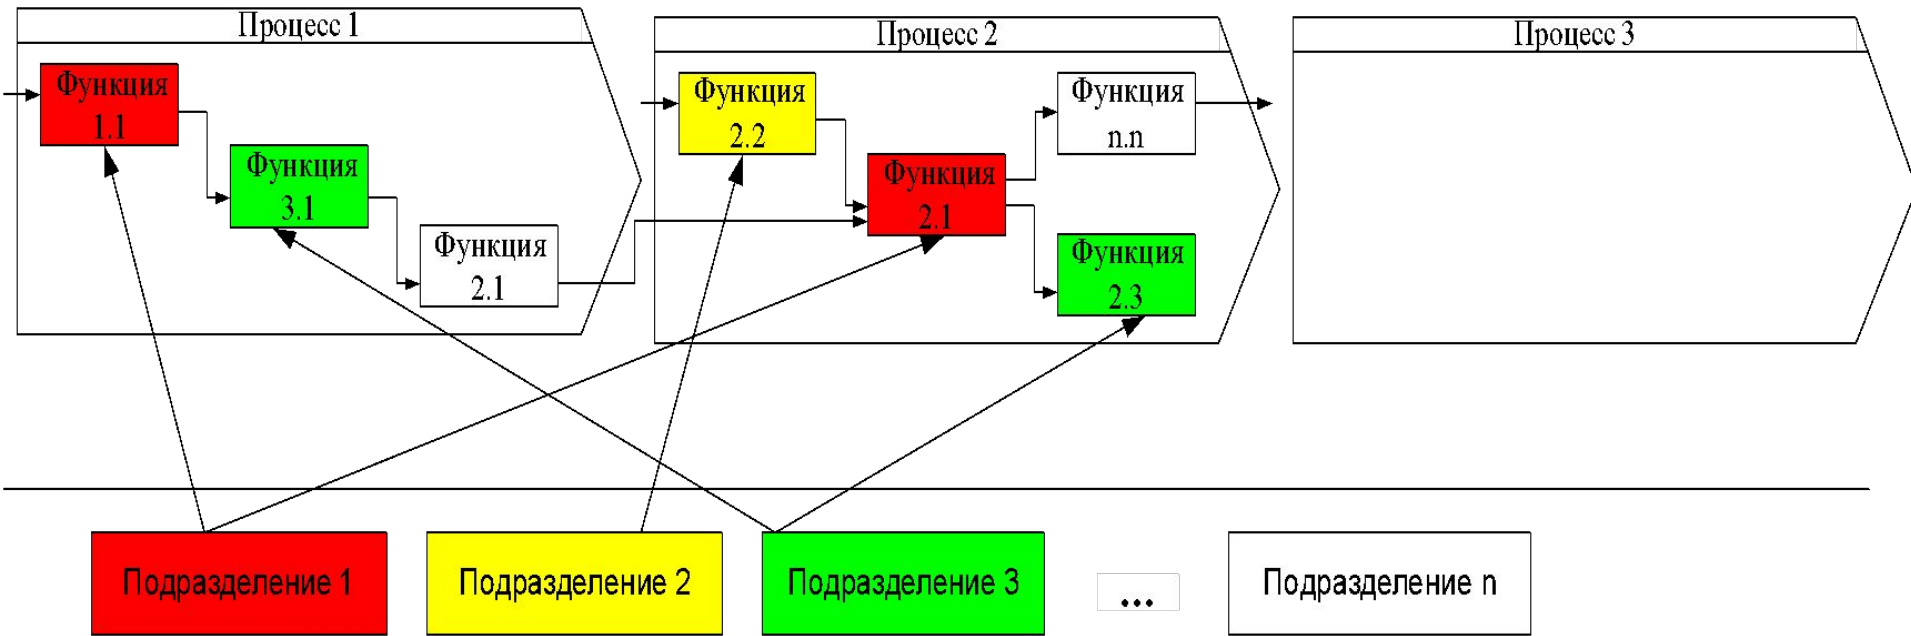 Процесс 1
Процесс 2
Процесс 3
Функция
1.1
Функция
3.1
Функция
2.1
Функция
2.2
Функция
2.1
Функция
n.n
Функция
2.3
Подразделение 1
Подразделение 2
Подразделение 3
...
Подразделение n